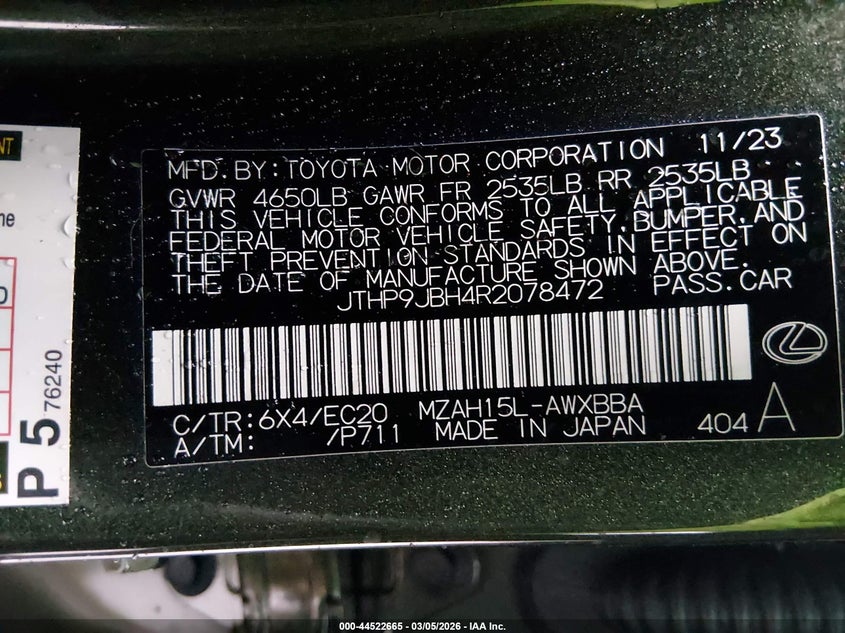 NT
ne
0
P 5 76240
MFD. BY: TOYOTA MOTOR CORPORATION 11/23
GVWR 4650LB GAWR FR 2535LB RR 2535LB
THIS VEHICLE CONFORMS TO ALL APPLICABLE
FEDERAL MOTOR VEHICLE SAFETY, BUMPER, AND
THEFT PREVENTION STANDARDS IN EFFECT ON
THE DATE OF MANUFACTURE SHOWN ABOVE.
JTHP9JBH4R2078472 PASS. CAR
C/TR: 6X4/EC20 MZAH15L-AWXBBA
A/TM: /P711 MADE IN JAPAN 404 A
000-44522665 - 03/05/2026 - IAA Inc.